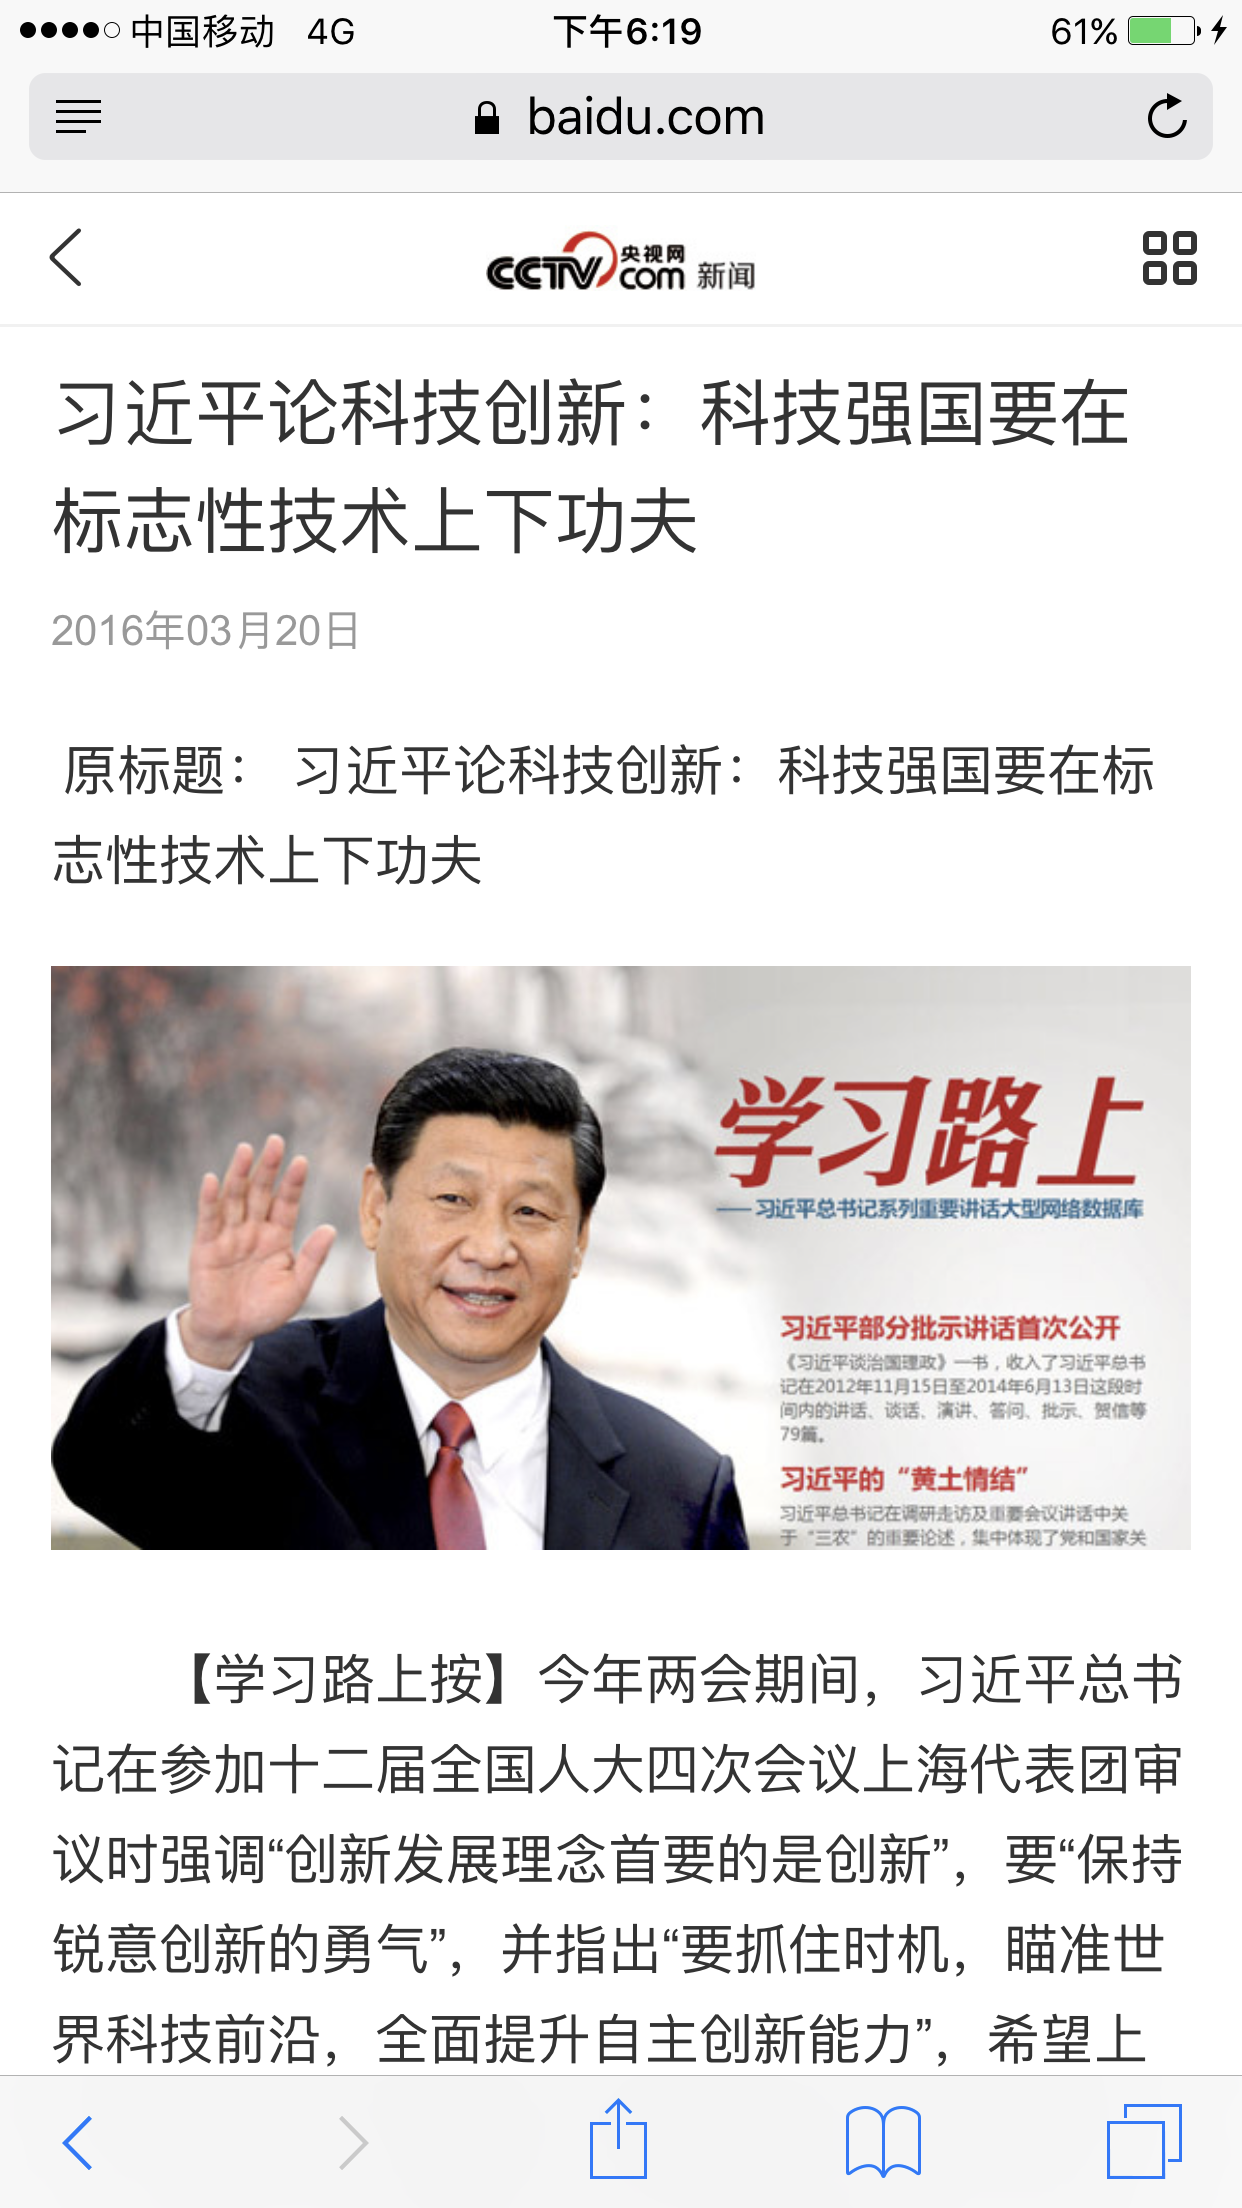 中国移动 4G 下午6:19 61%
baidu.com
CCTV.com 央视网 新闻
习近平论科技创新：科技强国要在
标志性技术上下功夫
2016年03月20日
原标题： 习近平论科技创新：科技强国要在标
志性技术上下功夫
学习路上
——习近平总书记系列重要讲话大型网络数据库
习近平部分批示讲话首次公开
《习近平谈治国理政》一书，收入了习近平总书
记在2012年11月15日至2014年6月13日这段时
间内的讲话、谈话、演讲、答问、批示、贺信等
79篇。
习近平的“黄土情结”
习近平总书记在调研走访及重要会议讲话中关
于“三农”的重要论述，集中体现了党和国家关
【学习路上按】今年两会期间，习近平总书
记在参加十二届全国人大四次会议上海代表团审
议时强调“创新发展理念首要的是创新”，要“保持
锐意创新的勇气”，并指出“要抓住时机，瞄准世
界科技前沿，全面提升自主创新能力”，希望上